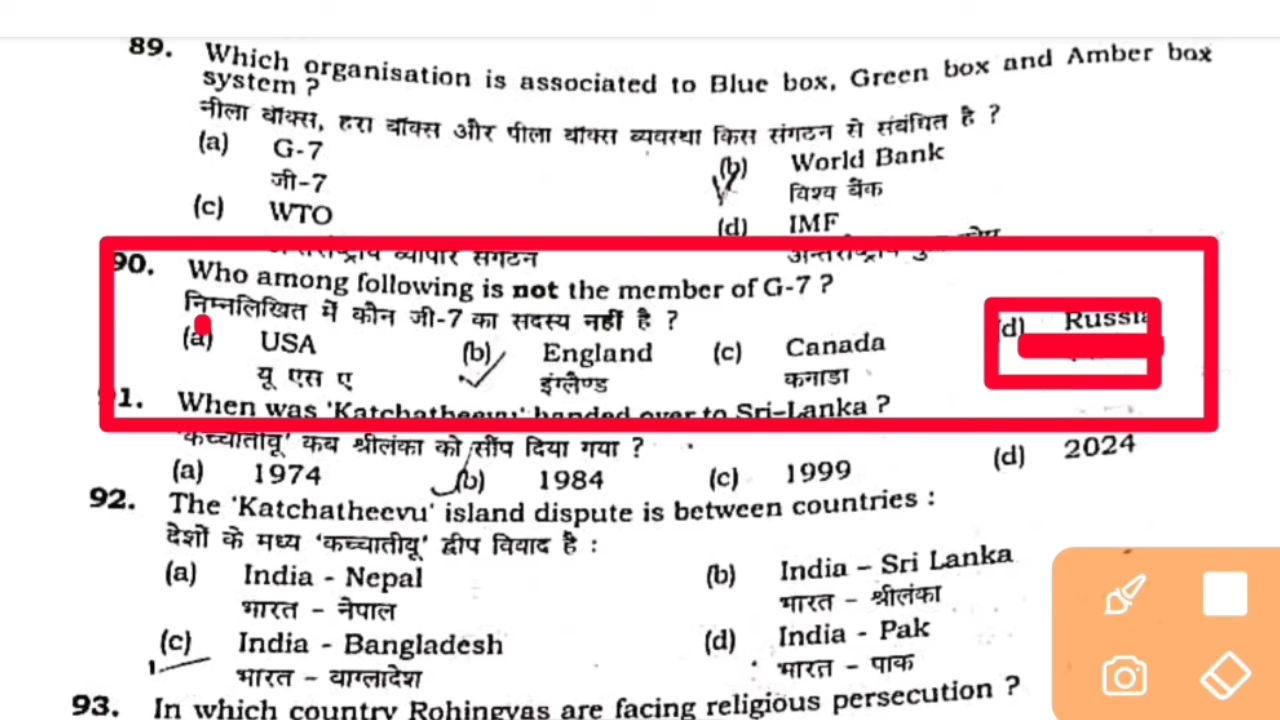 89. Which organisation is associated to Blue box, Green box and Amber box
system ?
नीला बॉक्स, हरा बॉक्स और पीला बॉक्स व्यवस्था किस संगठन से संबंधित है ?
(a) G-7 (b) World Bank
जी-7 विश्व बैंक
(c) WTO (d) IMF
व्यापार संगठन
90. Who among following is not the member of G-7 ?
निम्नलिखित में कौन जी-7 का सदस्य नहीं है ?
(a) USA (b) England (c) Canada (d) Russia
यू एस ए इंग्लैण्ड कनाडा
91. When was 'Katchatheevu' handed over to Sri-Lanka ?
'कच्चातीवू' कब श्रीलंका को सौंप दिया गया ?
(a) 1974 (b) 1984 (c) 1999 (d) 2024
92. The 'Katchatheevu' island dispute is between countries :
देशों के मध्य 'कच्चातीवू' द्वीप विवाद है :
(a) India - Nepal (b) India – Sri Lanka
भारत - नेपाल भारत - श्रीलंका
(c) India - Bangladesh (d) India - Pak
भारत - बाग्लादेश भारत - पाक
93. In which country Rohingyas are facing religious persecution ?